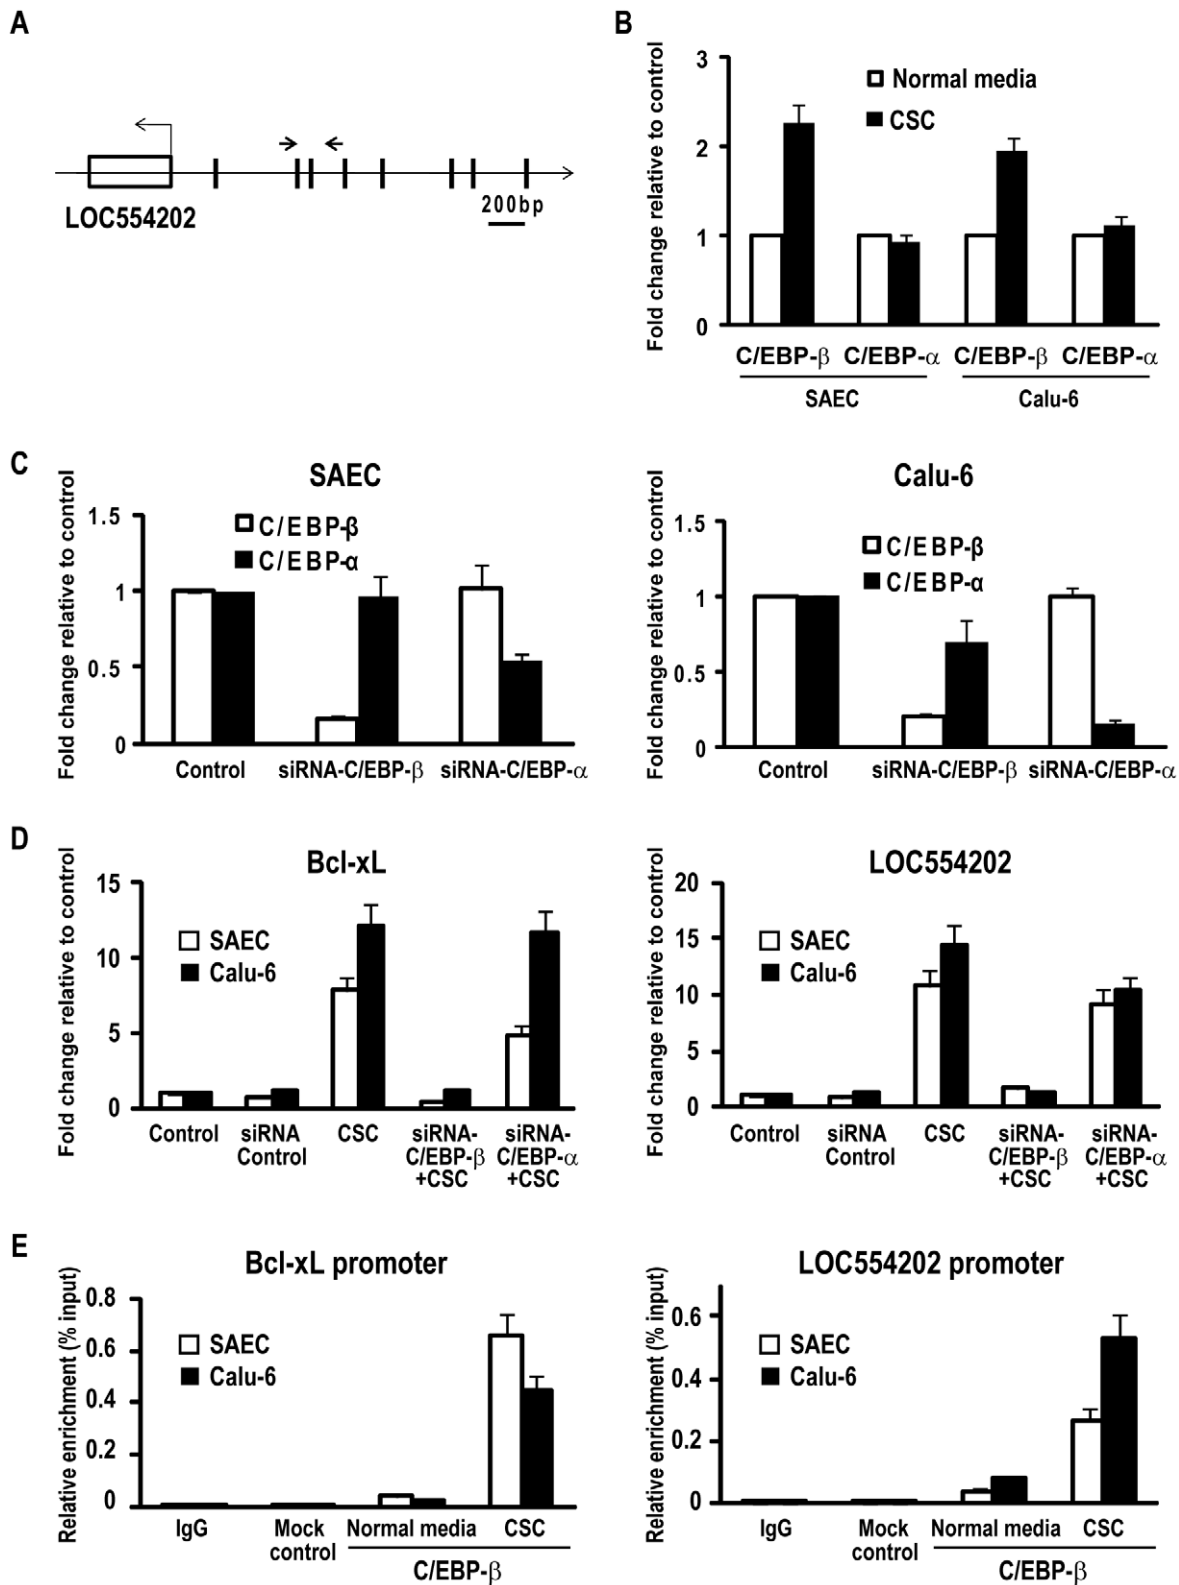 A
LOC554202
200bp
B
Fold change relative to control
3
2
1
0
Normal media
CSC
C/EBP-β C/EBP-α C/EBP-β C/EBP-α
SAEC Calu-6
C
SAEC
Fold change relative to control
1.5
1
0.5
0
C/EBP-β
C/EBP-α
Control siRNA-C/EBP-β siRNA-C/EBP-α
Calu-6
Fold change relative to control
1.5
1
0.5
0
C/EBP-β
C/EBP-α
Control siRNA-C/EBP-β siRNA-C/EBP-α
D
Bcl-xL
Fold change relative to control
15
10
5
0
SAEC
Calu-6
Control siRNA Control CSC siRNA-C/EBP-β +CSC siRNA-C/EBP-α +CSC
LOC554202
Fold change relative to control
20
15
10
5
0
SAEC
Calu-6
Control siRNA Control CSC siRNA-C/EBP-β +CSC siRNA-C/EBP-α +CSC
E
Bcl-xL promoter
Relative enrichment (% input)
0.8
0.6
0.4
0.2
0
SAEC
Calu-6
IgG Mock control Normal media CSC
C/EBP-β
LOC554202 promoter
Relative enrichment (% input)
0.6
0.4
0.2
0
SAEC
Calu-6
IgG Mock control Normal media CSC
C/EBP-β